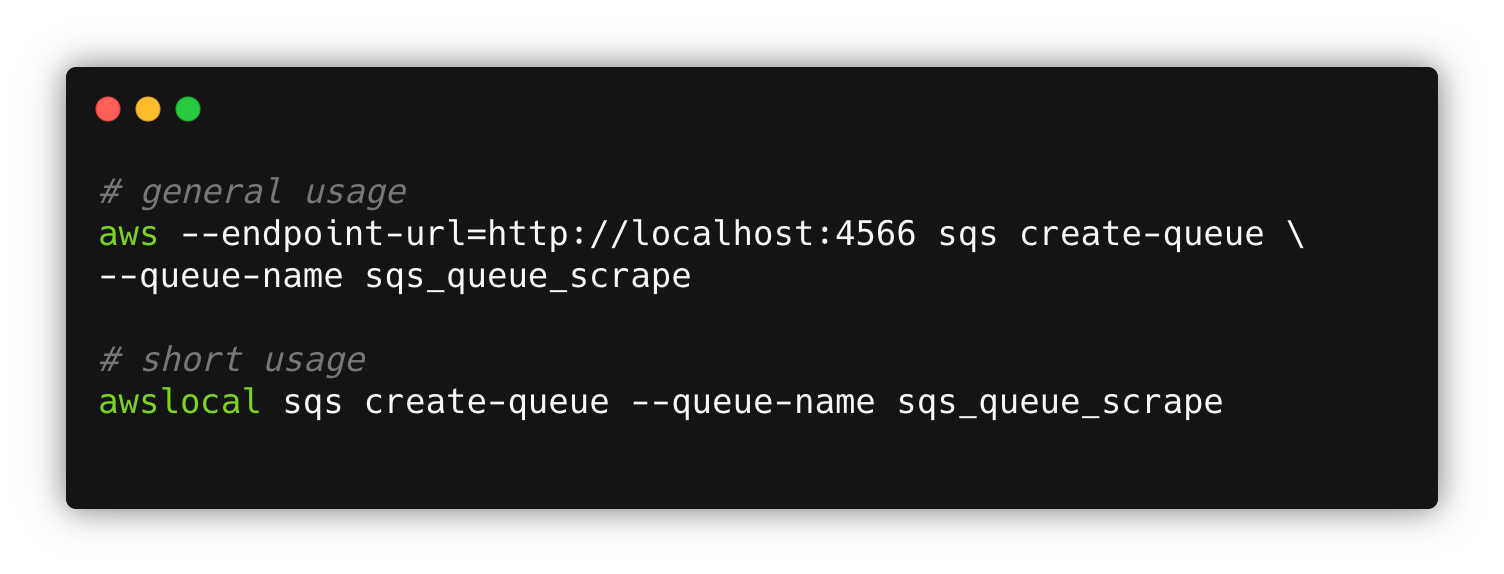 # general usage
aws --endpoint-url=http://localhost:4566 sqs create-queue \
--queue-name sqs_queue_scrape
# short usage
awslocal sqs create-queue --queue-name sqs_queue_scrape